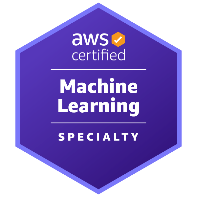 aws
certified
Machine
Learning
SPECIALTY